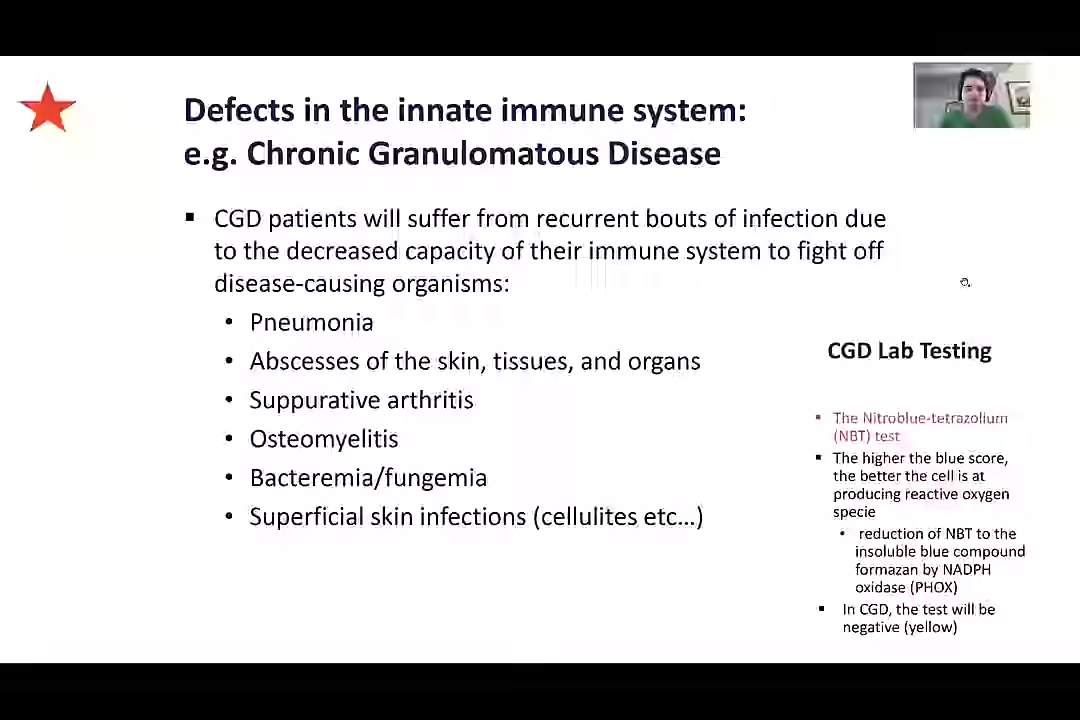 Defects in the innate immune system:
e.g. Chronic Granulomatous Disease
▪ CGD patients will suffer from recurrent bouts of infection due
to the decreased capacity of their immune system to fight off
disease-causing organisms:
• Pneumonia
• Abscesses of the skin, tissues, and organs
• Suppurative arthritis
• Osteomyelitis
• Bacteremia/fungemia
• Superficial skin infections (cellulites etc…)
CGD Lab Testing
▪ The Nitroblue-tetrazolium
(NBT) test
▪ The higher the blue score,
the better the cell is at
producing reactive oxygen
specie
• reduction of NBT to the
insoluble blue compound
formazan by NADPH
oxidase (PHOX)
▪ In CGD, the test will be
negative (yellow)